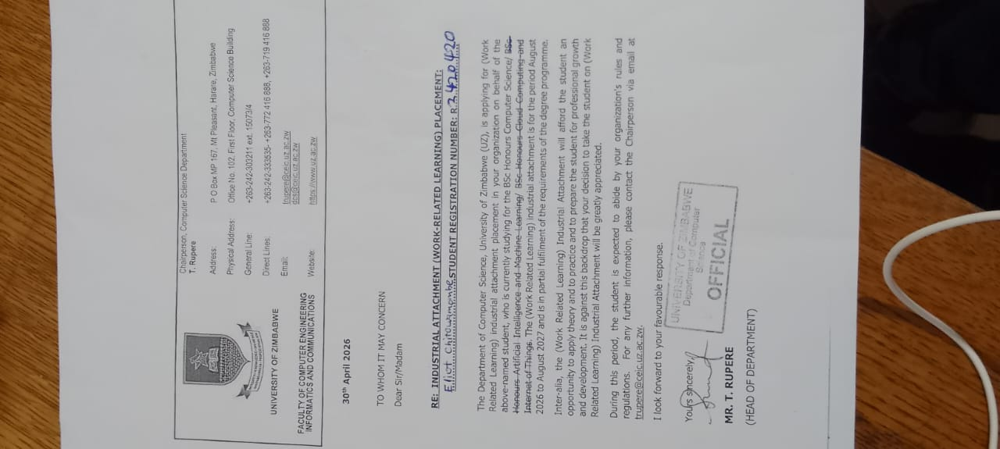 UNIVERSITY OF ZIMBABWE
FACULTY OF COMPUTER ENGINEERING
INFORMATICS AND COMMUNICATIONS
Chairperson, Computer Science Department
T. Rupere
Address: P O Box MP 167, Mt Pleasant, Harare, Zimbabwe
Physical Address: Office No. 102, First Floor, Computer Science Building
General Line: +263-242-303211 ext. 15073/4
Direct Lines: +263-242-333535- +263-772 416 888, +263-719 416 888
Email: trupere@ceic.uz.ac.zw
Website: https://www.uz.ac.zw
30th April 2026
TO WHOM IT MAY CONCERN
Dear Sir/Madam
RE: INDUSTRIAL ATTACHMENT (WORK-RELATED LEARNING) PLACEMENT:
STUDENT REGISTRATION NUMBER: R2420420
The Department of Computer Science, University of Zimbabwe (UZ), is applying for (Work
Related Learning) industrial attachment placement in your organization on behalf of the
above-named student, who is currently studying for the BSc Honours Computer Science/ BSc
Honours Artificial Intelligence and Machine Learning/ BSc Honours Cloud Computing and
Internet of Things. The (Work Related Learning) industrial attachment is for the period August
2026 to August 2027 and is in partial fulfilment of the requirements of the degree programme.
Inter-alia, the (Work Related Learning) Industrial Attachment will afford the student an
opportunity to apply theory and to practice and to prepare the student for professional growth
and development. It is against this backdrop that your decision to take the student on (Work
Related Learning) Industrial Attachment will be greatly appreciated.
During this period, the student is expected to abide by your organization's rules and
regulations. For any further information, please contact the Chairperson via email at
trupere@ceic.uz.ac.zw.
I look forward to your favourable response.
Yours sincerely,
UNIVERSITY OF ZIMBABWE
Department of Computer
Science
OFFICIAL
MR. T. RUPERE
(HEAD OF DEPARTMENT)